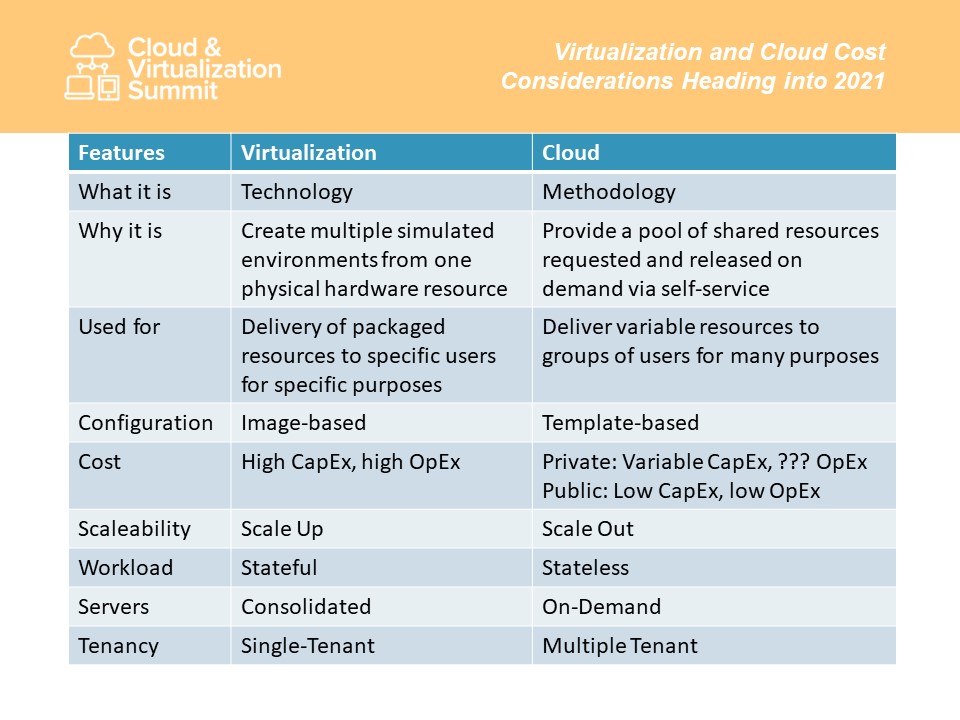 Cloud &
Virtualization
Summit
Virtualization and Cloud Cost
Considerations Heading into 2021
Features Virtualization Cloud
What it is Technology Methodology
Why it is Create multiple simulated Provide a pool of shared resources
environments from one requested and released on
physical hardware resource demand via self-service
Used for Delivery of packaged Deliver variable resources to
resources to specific users groups of users for many purposes
for specific purposes
Configuration Image-based Template-based
Cost High CapEx, high OpEx Private: Variable CapEx, ??? OpEx
Public: Low CapEx, low OpEx
Scaleability Scale Up Scale Out
Workload Stateful Stateless
Servers Consolidated On-Demand
Tenancy Single-Tenant Multiple Tenant